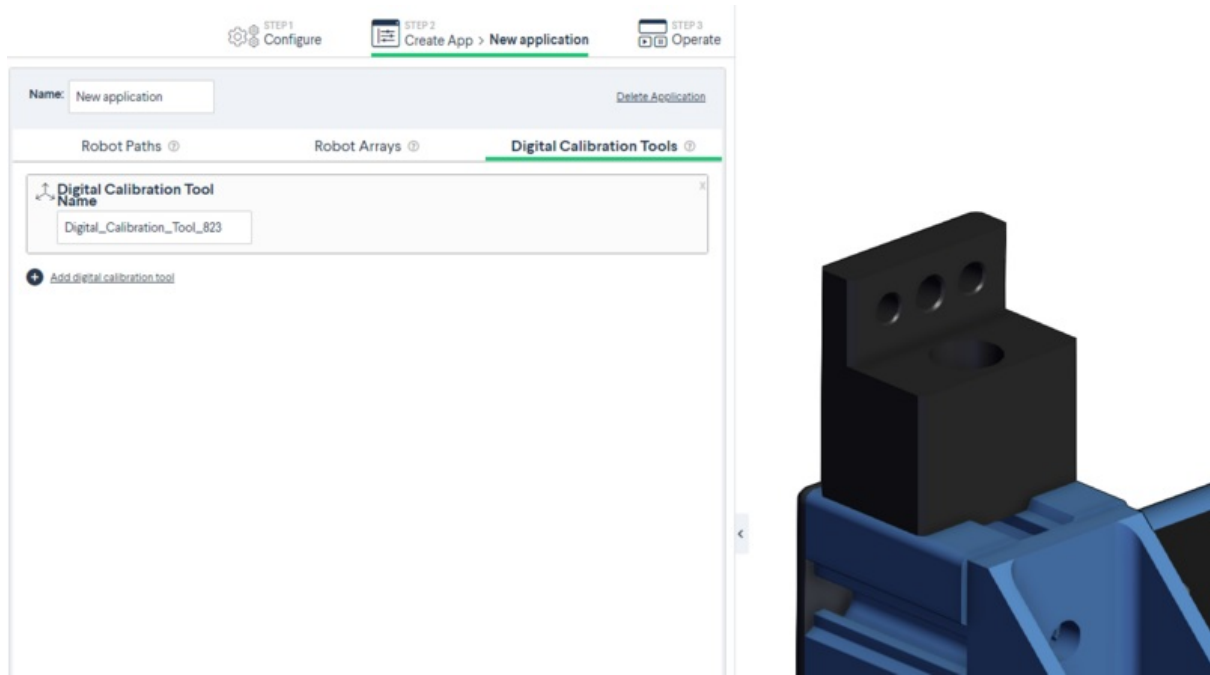 STEP 1
Configure
STEP 2
Create App > New application
STEP 3
Operate
Name: New application
Delete Application
Robot Paths ?
Robot Arrays ?
Digital Calibration Tools ?
Digital Calibration Tool
Name
X
Digital_Calibration_Tool_823
+ Add digital calibration tool
<